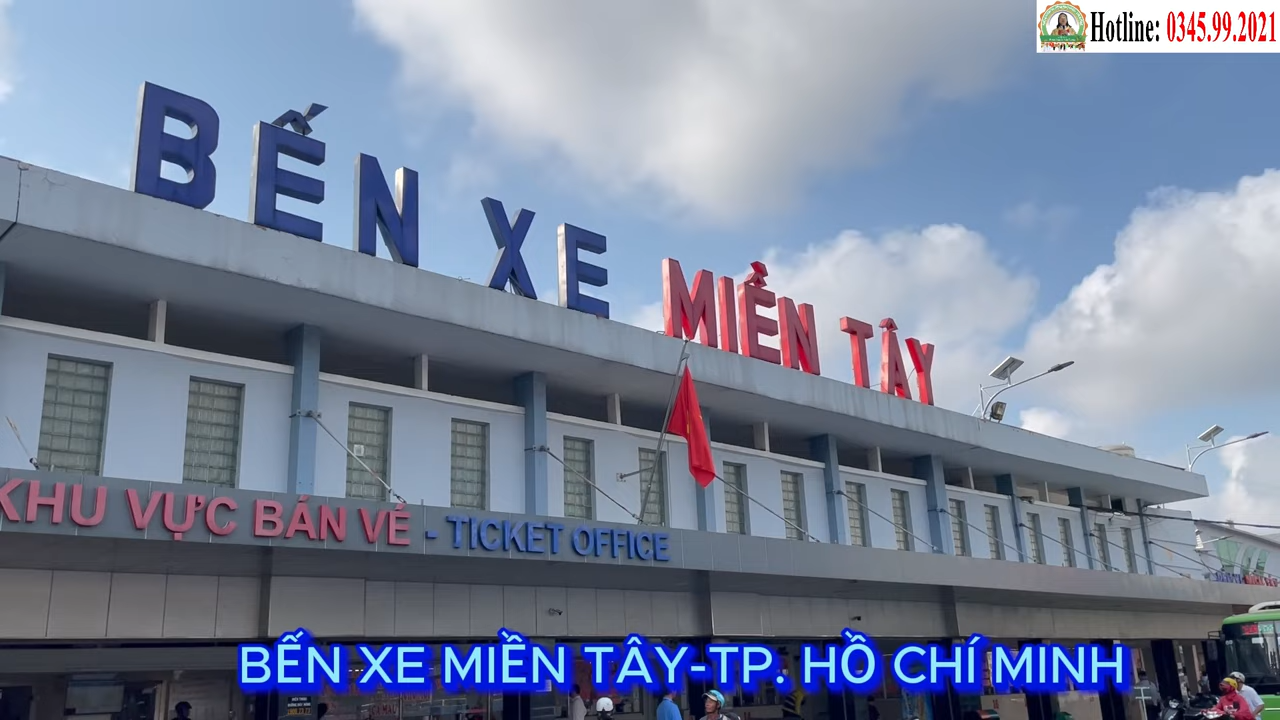 Hotline: 0345.99.2021
BẾN XE MIỀN TÂY
KHU VỰC BÁN VÉ - TICKET OFFICE
BẾN XE MIỀN TÂY-TP. HỒ CHÍ MINH